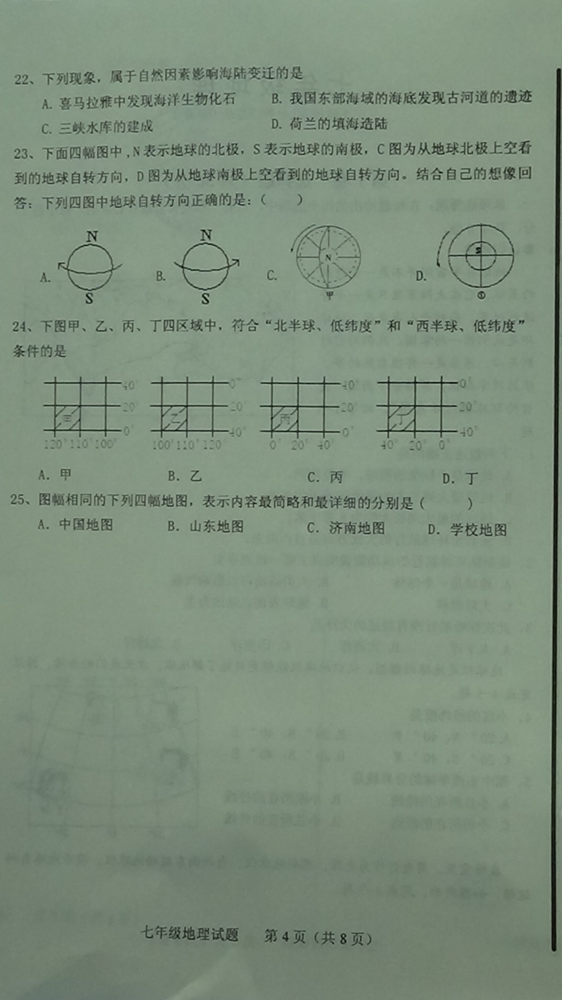 22、下列现象，属于自然因素影响海陆变迁的是
A. 喜马拉雅中发现海洋生物化石 B. 我国东部海域的海底发现古河道的遗迹
C. 三峡水库的建成 D. 荷兰的填海造陆
23、下面四幅图中,N表示地球的北极，S表示地球的南极，C图为从地球北极上空看
到的地球自转方向，D图为从地球南极上空看到的地球自转方向。结合自己的想像回
答：下列四图中地球自转方向正确的是：（ ）
N N
A. B. C. N D. S
S S 甲 ①
24、下图甲、乙、丙、丁四区域中，符合“北半球、低纬度”和“西半球、低纬度”
条件的是
40° 0° 40° 0°
20° 20° 20° 20°
甲 乙 丙 丁
0° 40° 0° 40°
120° 110° 100° 100° 110° 120° 0° 20° 40° 40° 20° 0°
A. 甲 B. 乙 C. 丙 D. 丁
25、图幅相同的下列四幅地图，表示内容最简略和最详细的分别是（ ）
A. 中国地图 B. 山东地图 C. 济南地图 D. 学校地图
七年级地理试题 第4页（共8页）